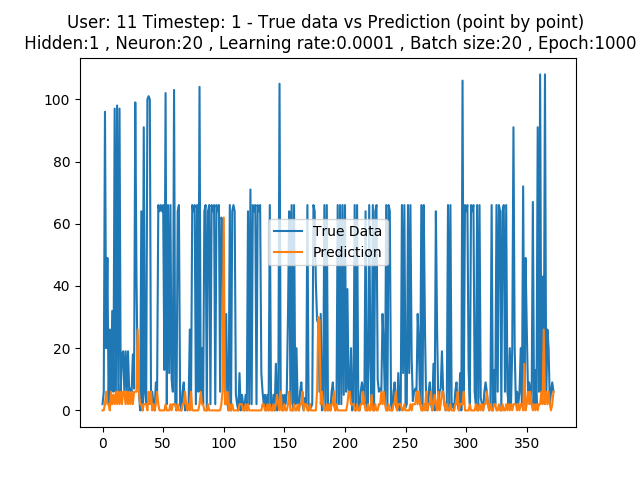 User: 11 Timestep: 1 - True data vs Prediction (point by point)
Hidden:1 , Neuron:20 , Learning rate:0.0001 , Batch size:20 , Epoch:1000
100
80
60
40
20
0
True Data
Prediction
0 50 100 150 200 250 300 350